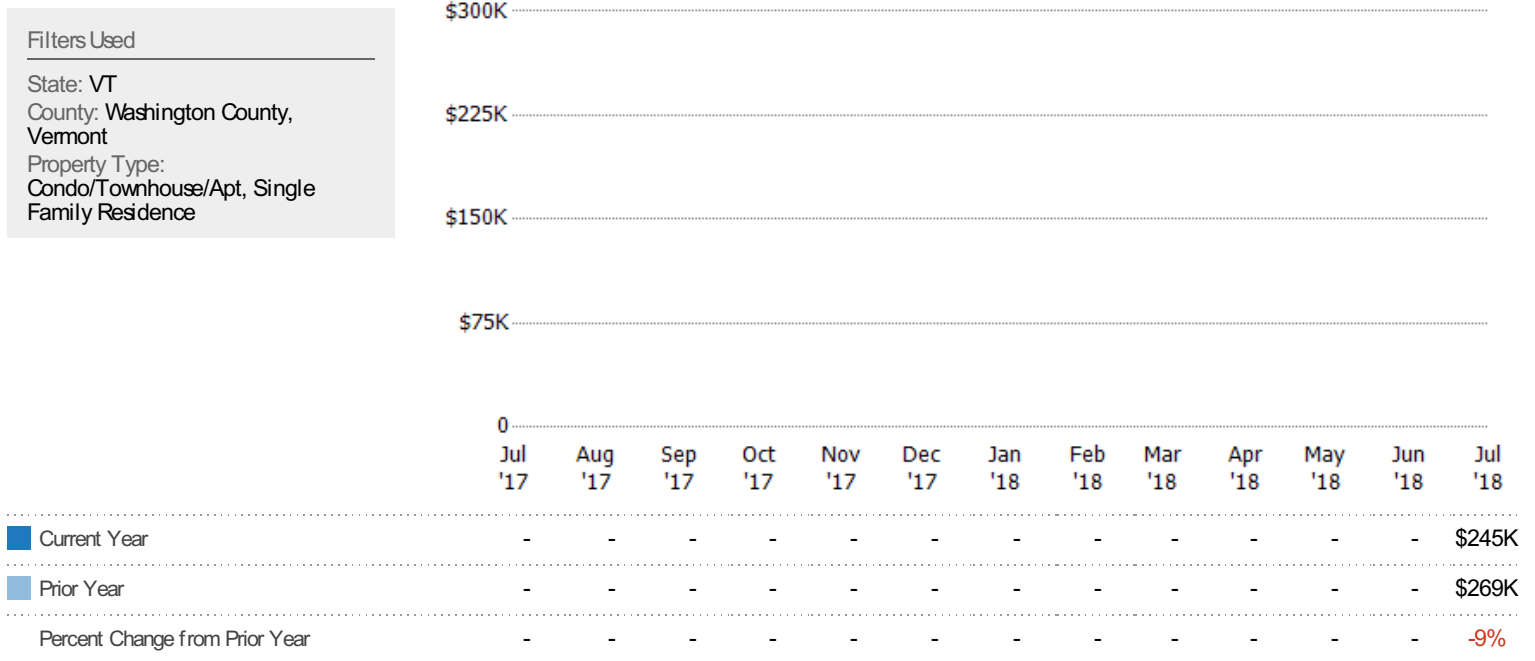 Filters Used
State: VT
County: Washington County,
Vermont
Property Type:
Condo/Townhouse/Apt, Single
Family Residence
$300K
$225K
$150K
$75K
0
Jul Aug Sep Oct Nov Dec Jan Feb Mar Apr May Jun Jul
'17 '17 '17 '17 '17 '17 '18 '18 '18 '18 '18 '18 '18
Current Year - - - - - - - - - - - - $245K
Prior Year - - - - - - - - - - - - $269K
Percent Change from Prior Year - - - - - - - - - - - - -9%